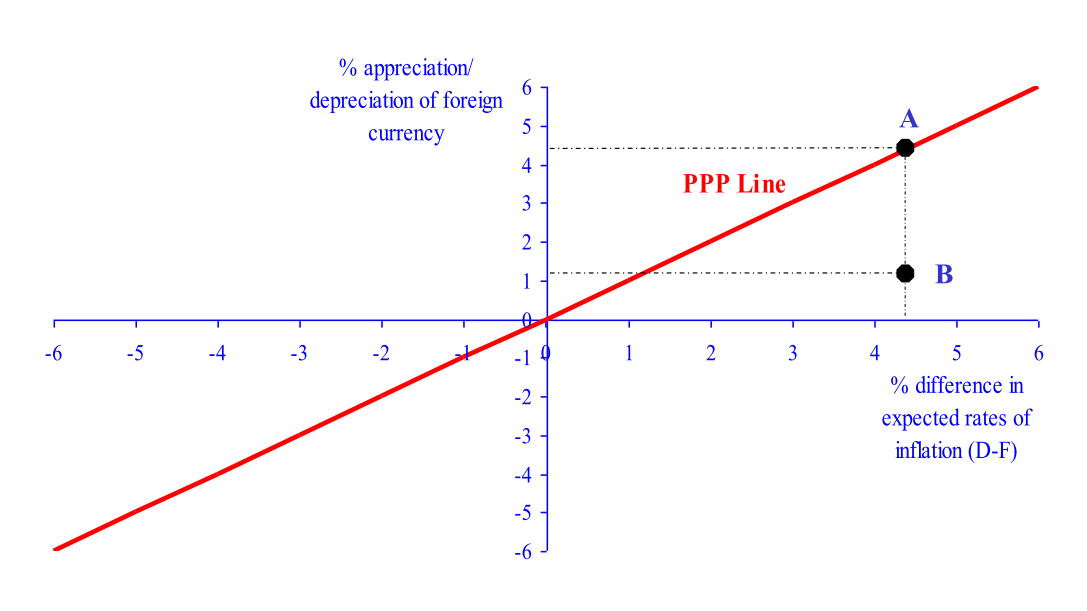 % appreciation/
depreciation of foreign
currency
6
5
4
3
2
1
0
-1
-2
-3
-4
-5
-6
A
PPP Line
B
-6 -5 -4 -3 -2 -1 0 1 2 3 4 5 6
% difference in
expected rates of
inflation (D-F)